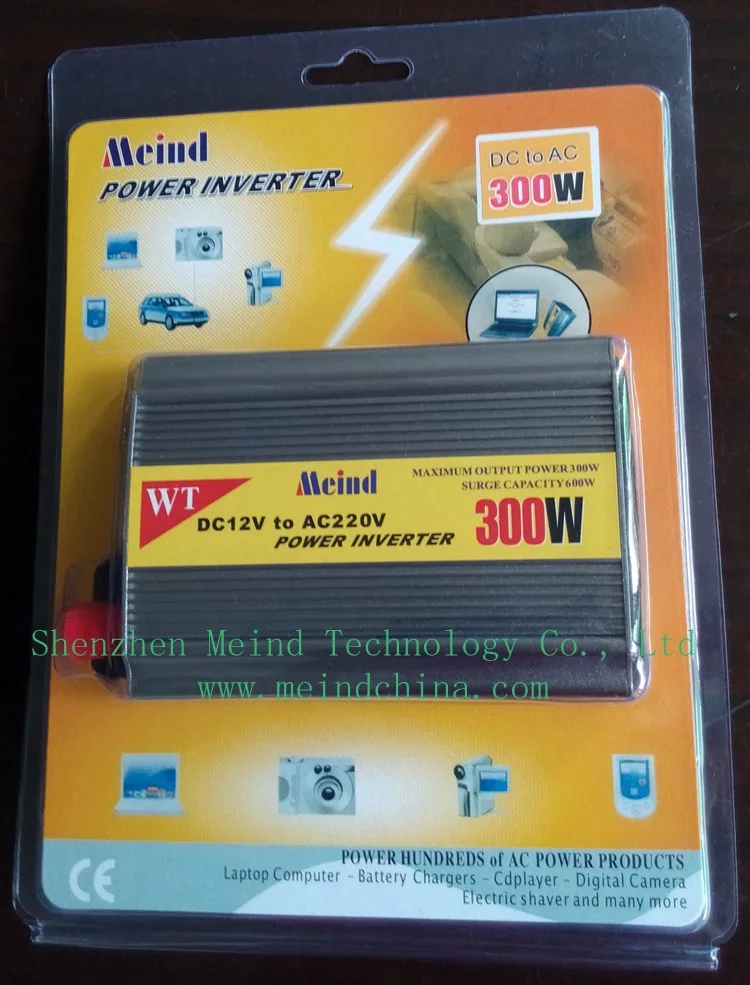 Meind
POWER INVERTER
DC to AC
300W
WT
Meind
MAXIMUM OUTPUT POWER 300W
SURGE CAPACITY 600W
DC12V to AC220V
POWER INVERTER
300W
Shenzhen Meind Technology Co., Ltd
www.meindchina.com
CE
POWER HUNDREDS of AC POWER PRODUCTS
Laptop Computer - Battery Chargers - Cdplayer - Digital Camera
Electric shaver and many more